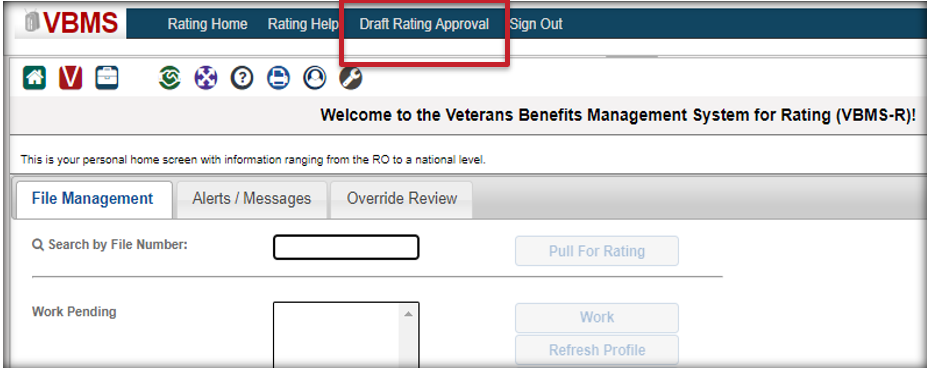 VBMS Rating Home Rating Help Draft Rating Approval Sign Out
V
Welcome to the Veterans Benefits Management System for Rating (VBMS-R)!
This is your personal home screen with information ranging from the RO to a national level.
File Management Alerts / Messages Override Review
Search by File Number: Pull For Rating
Work Pending Work
Refresh Profile